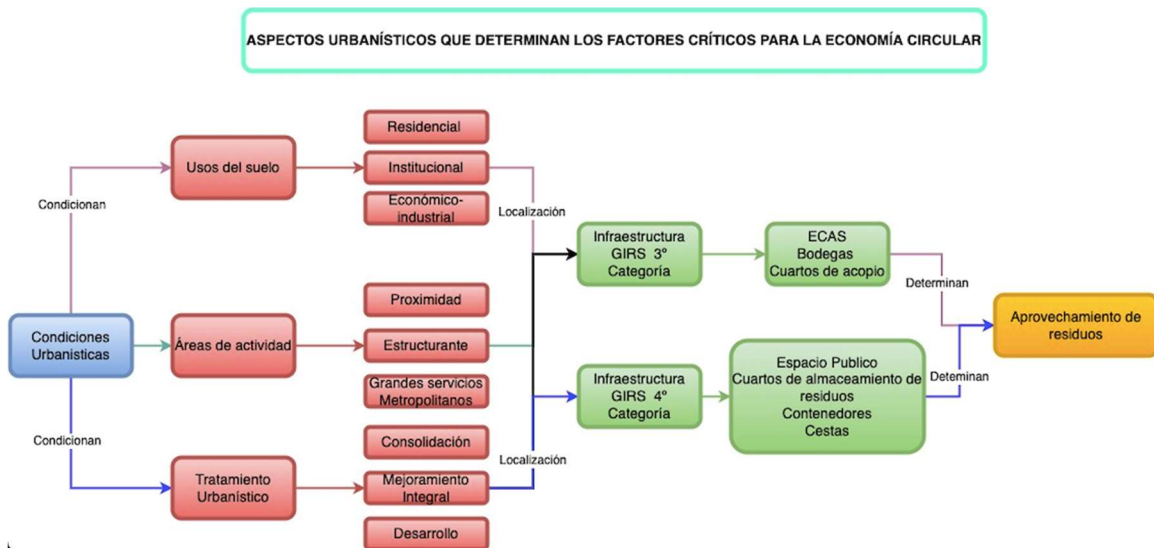 ASPECTOS URBANÍSTICOS QUE DETERMINAN LOS FACTORES CRÍTICOS PARA LA ECONOMÍA CIRCULAR
Condiciones
Urbanísticas
Condicionan
Condicionan
Usos del suelo
Áreas de actividad
Tratamiento
Urbanístico
Residencial
Institucional
Económico-
industrial
Proximidad
Estructurante
Grandes servicios
Metropolitanos
Consolidación
Mejoramiento
Integral
Desarrollo
Localización
Localización
Infraestructura
GIRS 3º
Categoría
Infraestructura
GIRS 4º
Categoría
ECAS
Bodegas
Cuartos de acopio
Espacio Publico
Cuartos de almaceamiento de
residuos
Contenedores
Cestas
Determinan
Determinan
Aprovechamiento de
residuos